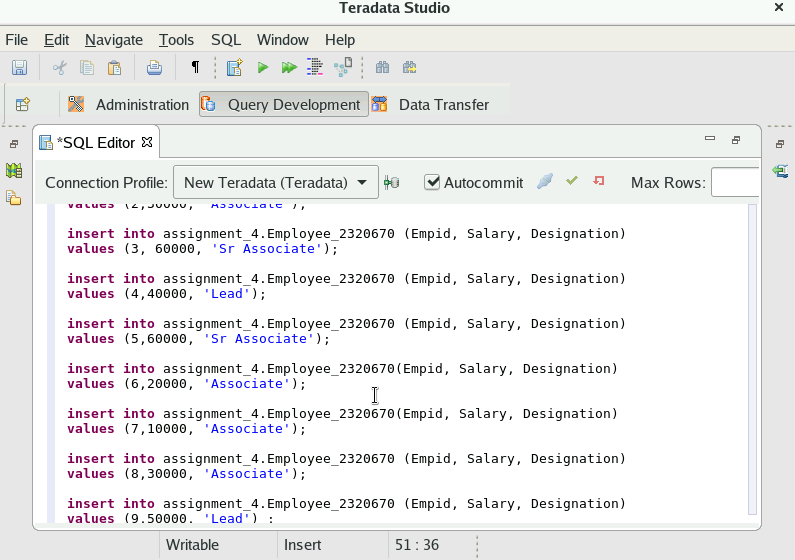 Teradata Studio
File Edit Navigate Tools SQL Window Help
Administration Query Development Data Transfer
*SQL Editor
Connection Profile: New Teradata (Teradata) Autocommit Max Rows:
values (2,30000, 'Associate');
insert into assignment_4.Employee_2320670 (Empid, Salary, Designation)
values (3, 60000, 'Sr Associate');
insert into assignment_4.Employee_2320670 (Empid, Salary, Designation)
values (4,40000, 'Lead');
insert into assignment_4.Employee_2320670 (Empid, Salary, Designation)
values (5,60000, 'Sr Associate');
insert into assignment_4.Employee_2320670(Empid, Salary, Designation)
values (6,20000, 'Associate');
insert into assignment_4.Employee_2320670(Empid, Salary, Designation)
values (7,10000, 'Associate');
insert into assignment_4.Employee_2320670 (Empid, Salary, Designation)
values (8,30000, 'Associate');
insert into assignment_4.Employee_2320670 (Empid, Salary, Designation)
values (9,50000, 'Lead') ;
Writable Insert 51 : 36